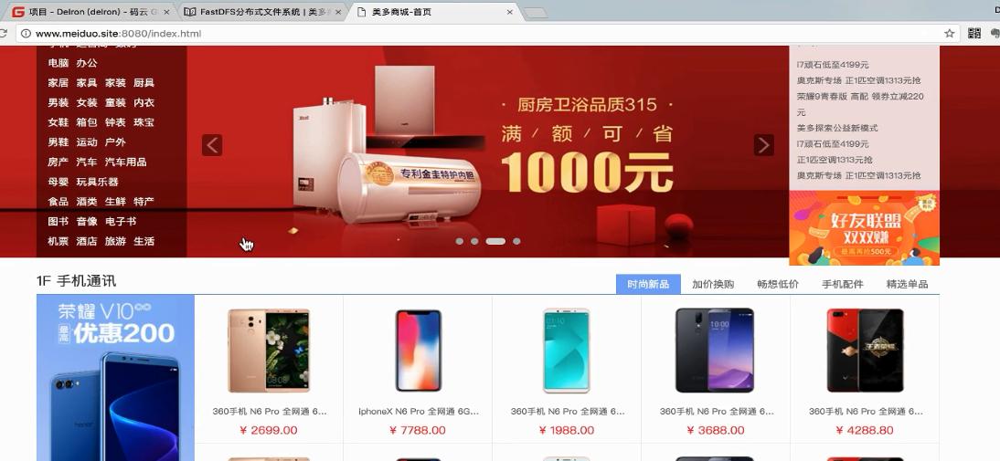 项目 - Delron (delron) - 码云 G
FastDFS分布式文件系统 | 美多
美多商城-首页
www.meiduo.site:8080/index.html
电脑 办公
家居 家具 家装 厨具
男装 女装 童装 内衣
女鞋 箱包 钟表 珠宝
男鞋 运动 户外
房产 汽车 汽车用品
母婴 玩具乐器
食品 酒类 生鲜 特产
图书 音像 电子书
机票 酒店 旅游 生活
专利金圭特护内胆
· 厨房卫浴品质315 ·
满 / 额 / 可 / 省
1000元
i7顽石低至4199元
奥克斯专场 正1匹空调1313元抢
荣耀9青春版 高配 领券立减220
元
美多探索公益新模式
i7顽石低至4199元
正1匹空调1313元抢
奥克斯专场 正1匹空调1313元抢
好友联盟
双双赚
最高再抢500元
1F 手机通讯
时尚新品 加价换购 畅想低价 手机配件 精选单品
荣耀V10
最高优惠200
honor
360手机 N6 Pro 全网通 6...
¥ 2699.00
IphoneX N6 Pro 全网通 6G...
¥ 7788.00
360手机 N6 Pro 全网通 6...
¥ 1988.00
360手机 N6 Pro 全网通 6...
¥ 3688.00
王者荣耀
360手机 N6 Pro 全网通 6...
¥ 4288.80